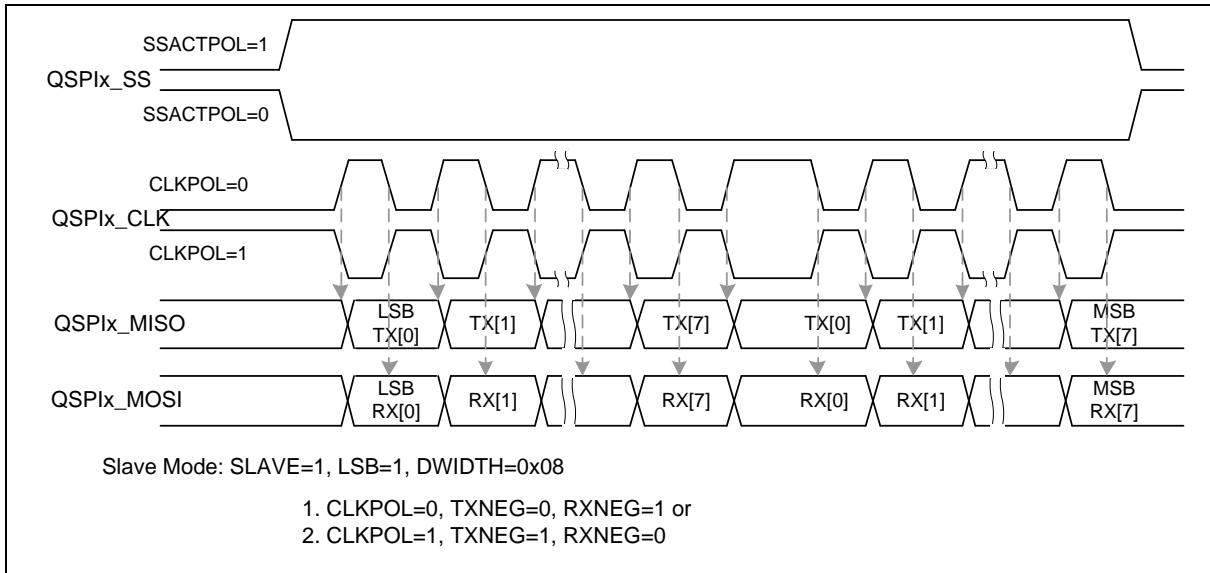 SSACTPOL=1
QSPIx_SS
SSACTPOL=0
CLKPOL=0
QSPIx_CLK
CLKPOL=1
QSPIx_MISO
LSB
TX[0]
TX[1]
TX[7]
TX[0]
TX[1]
MSB
TX[7]
QSPIx_MOSI
LSB
RX[0]
RX[1]
RX[7]
RX[0]
RX[1]
MSB
RX[7]
Slave Mode: SLAVE=1, LSB=1, DWIDTH=0x08
1. CLKPOL=0, TXNEG=0, RXNEG=1 or
2. CLKPOL=1, TXNEG=1, RXNEG=0